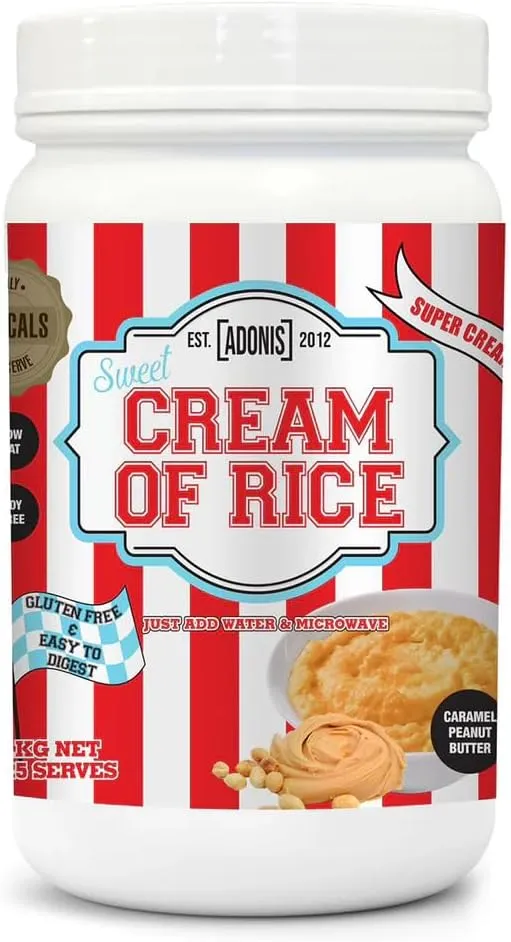 EST. [ADONIS] 2012
Sweet
CREAM
OF RICE
SUPER CREA
CALS
GLUTEN FREE
&
EASY TO
DIGEST
JUST ADD WATER & MICROWAVE
KG NET
5 SERVES
CARAMEL
PEANUT
BUTTER